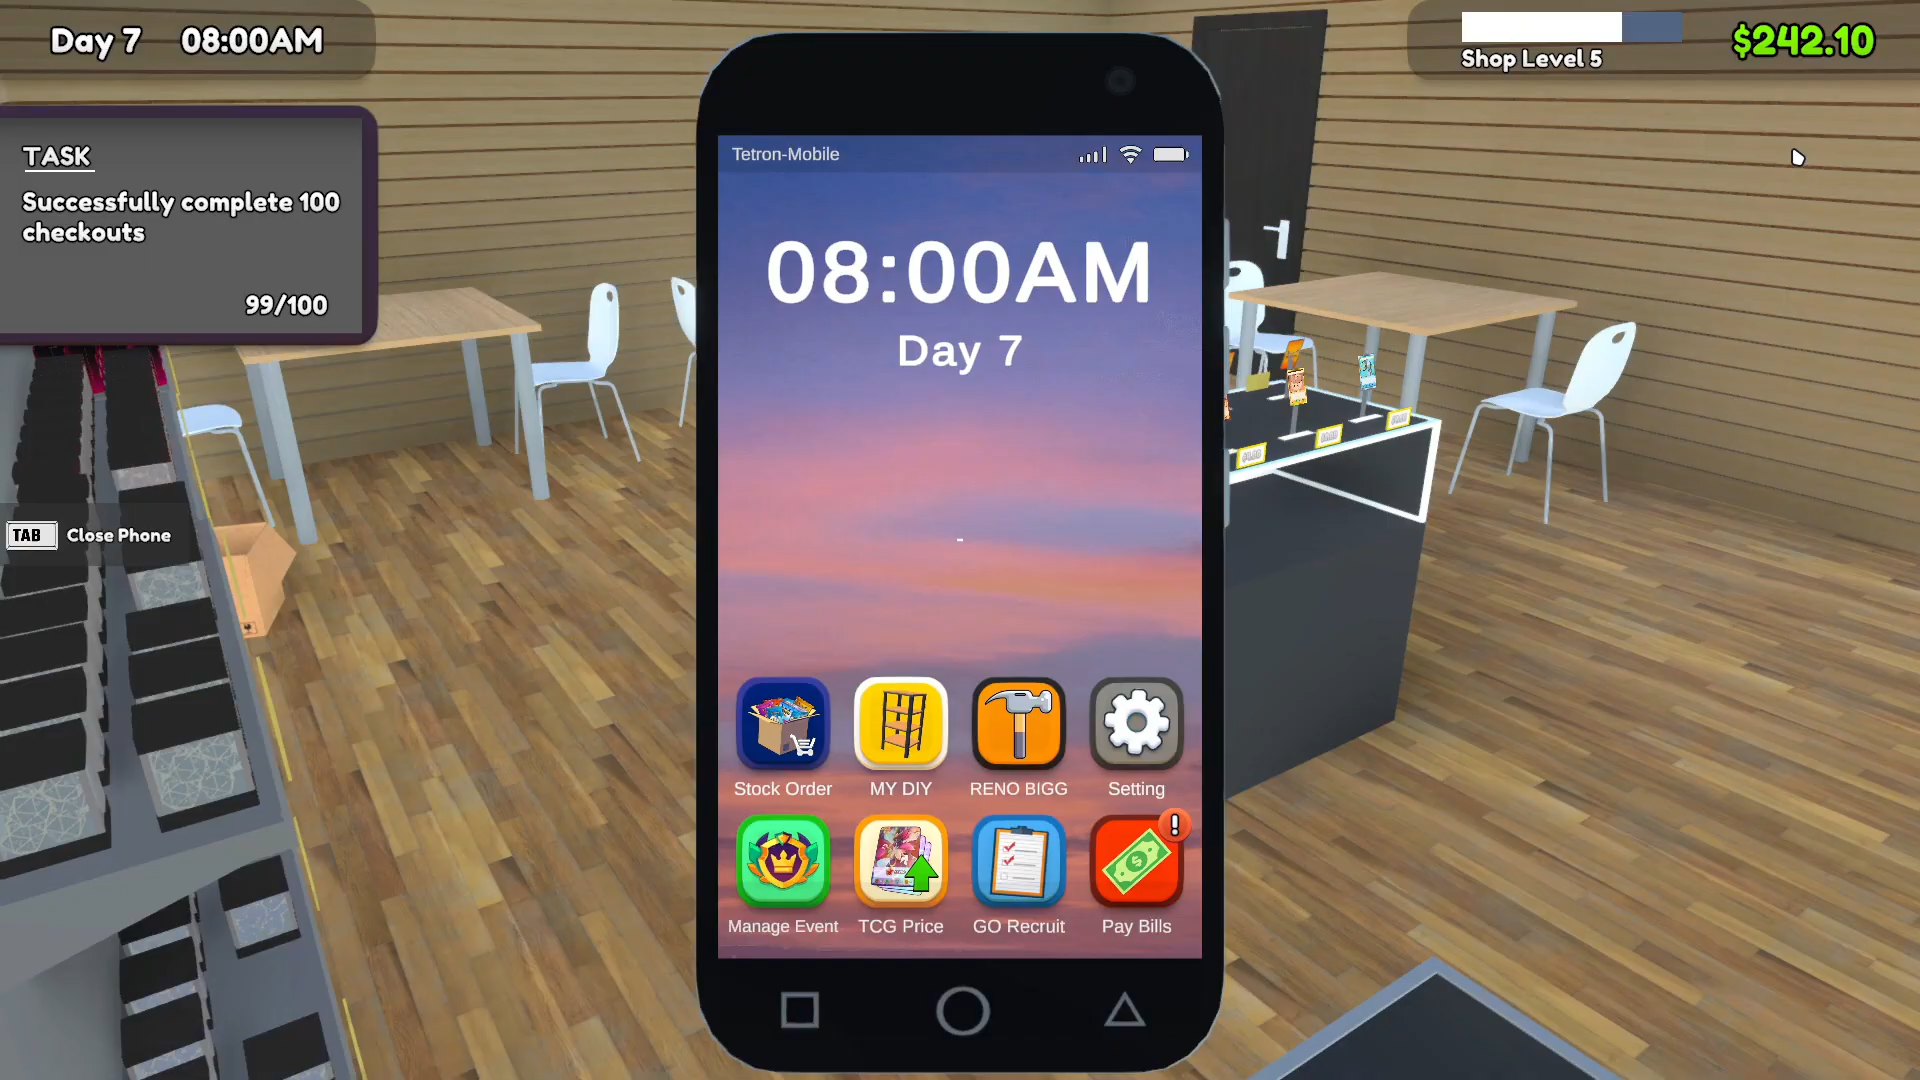 Day 7 08:00AM
Shop Level 5
$242.10
TASK
Successfully complete 100
checkouts
99/100
TAB Close Phone
Tetron-Mobile
08:00AM
Day 7
Stock Order MY DIY RENO BIGG Setting
Manage Event TCG Price GO Recruit Pay Bills